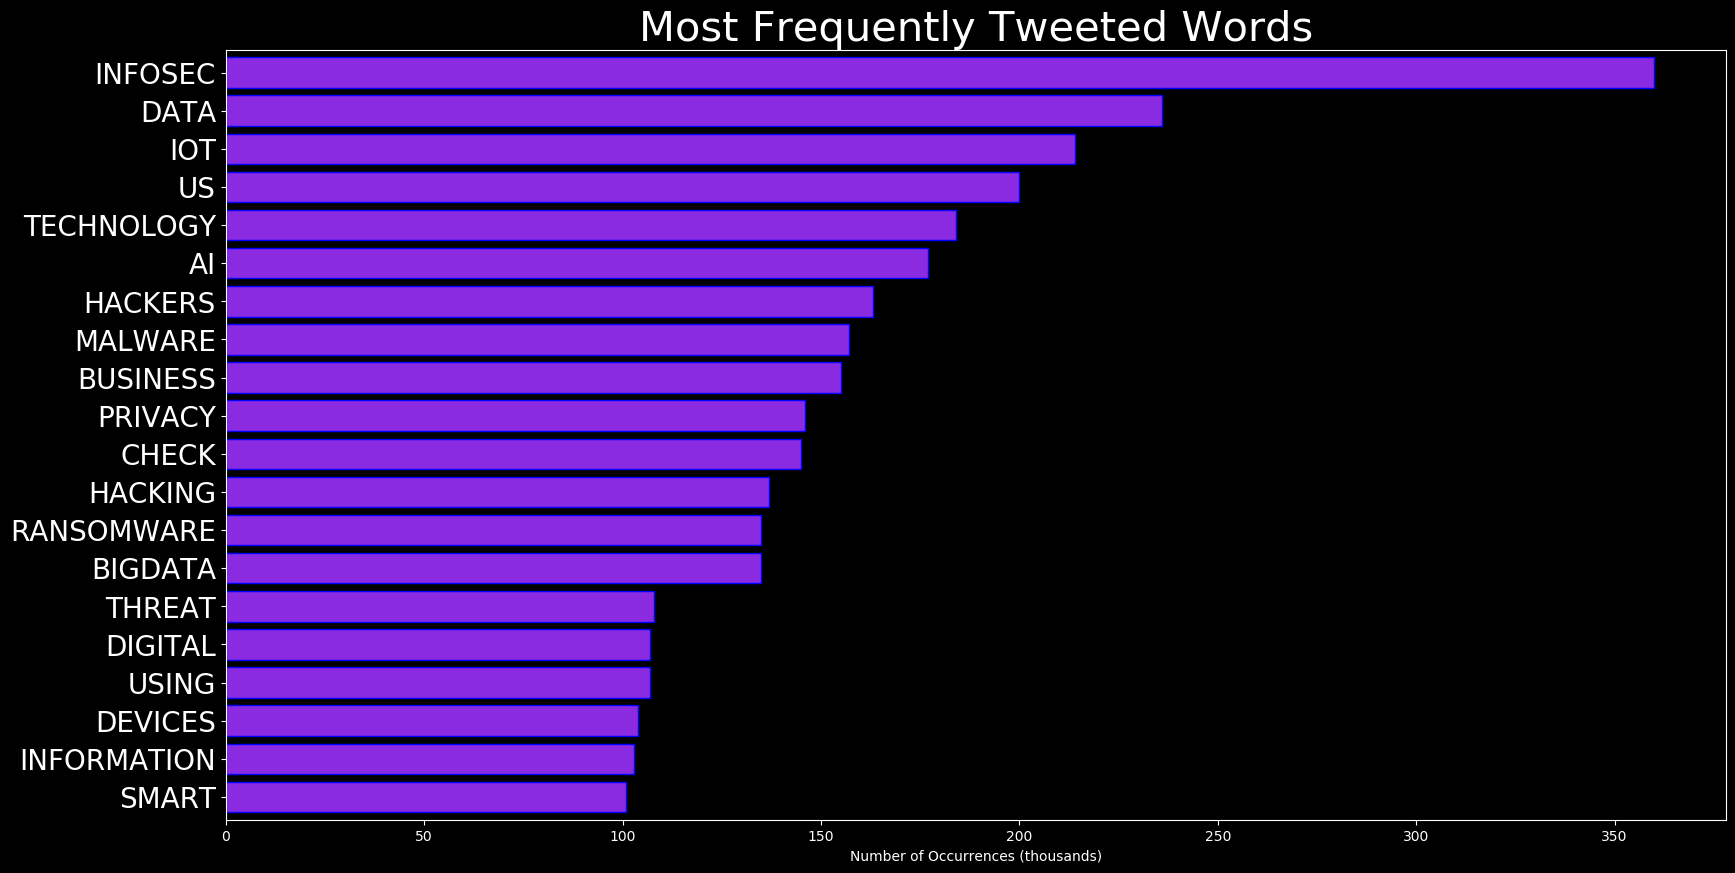 Most Frequently Tweeted Words
INFOSEC
DATA
IOT
US
TECHNOLOGY
AI
HACKERS
MALWARE
BUSINESS
PRIVACY
CHECK
HACKING
RANSOMWARE
BIGDATA
THREAT
DIGITAL
USING
DEVICES
INFORMATION
SMART
0 50 100 150 200 250 300 350
Number of Occurrences (thousands)